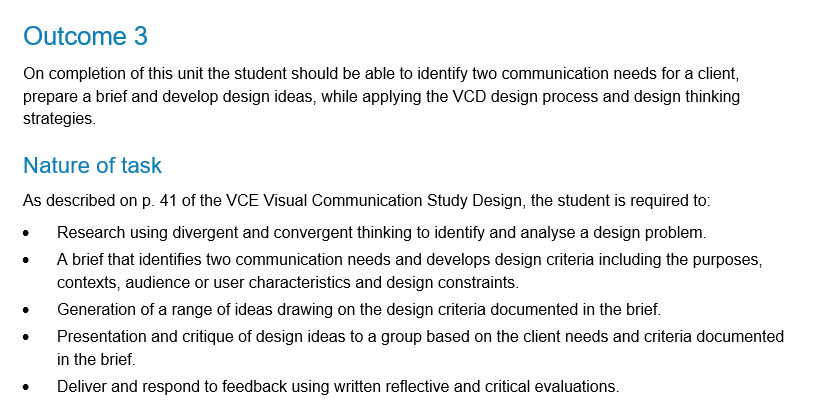 Outcome 3
On completion of this unit the student should be able to identify two communication needs for a client,
prepare a brief and develop design ideas, while applying the VCD design process and design thinking
strategies.
Nature of task
As described on p. 41 of the VCE Visual Communication Study Design, the student is required to:
• Research using divergent and convergent thinking to identify and analyse a design problem.
• A brief that identifies two communication needs and develops design criteria including the purposes,
contexts, audience or user characteristics and design constraints.
• Generation of a range of ideas drawing on the design criteria documented in the brief.
• Presentation and critique of design ideas to a group based on the client needs and criteria documented
in the brief.
• Deliver and respond to feedback using written reflective and critical evaluations.